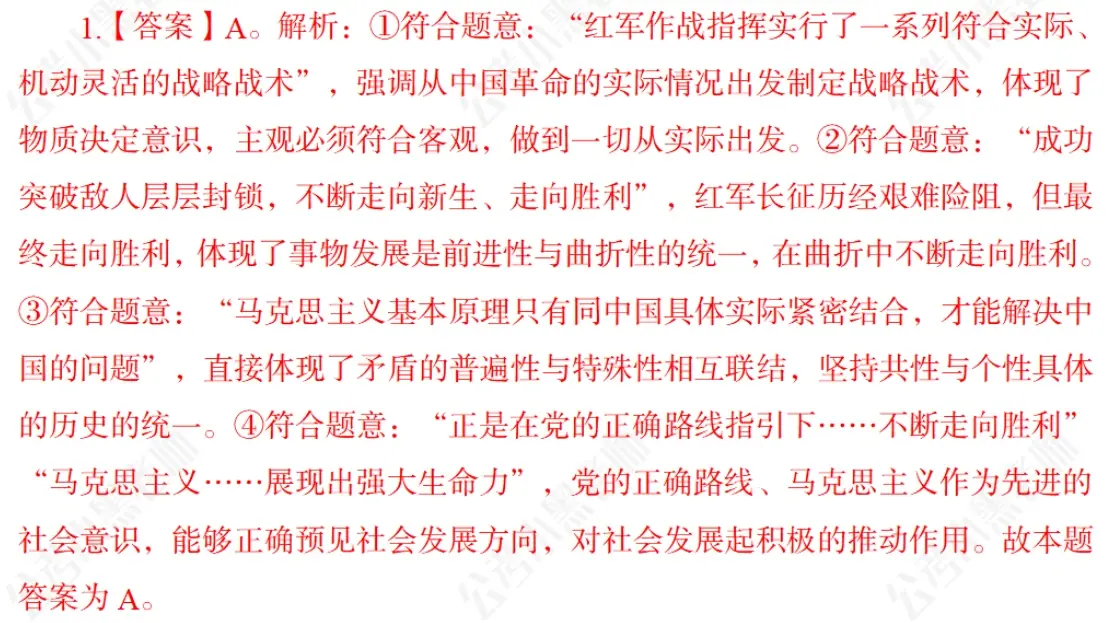 1.【答案】A。解析：①符合题意：“红军作战指挥实行了一系列符合实际、
机动灵活的战略战术”，强调从中国革命的实际情况出发制定战略战术，体现了
物质决定意识，主观必须符合客观，做到一切从实际出发。②符合题意：“成功
突破敌人层层封锁，不断走向新生、走向胜利”，红军长征历经艰难险阻，但最
终走向胜利，体现了事物发展是前进性与曲折性的统一，在曲折中不断走向胜利。
③符合题意：“马克思主义基本原理只有同中国具体实际紧密结合，才能解决中
国的问题”，直接体现了矛盾的普遍性与特殊性相互联结，坚持共性与个性具体
的历史的统一。④符合题意：“正是在党的正确路线指引下……不断走向胜利”
“马克思主义……展现出强大生命力”，党的正确路线、马克思主义作为先进的
社会意识，能够正确预见社会发展方向，对社会发展起积极的推动作用。故本题
答案为 A。